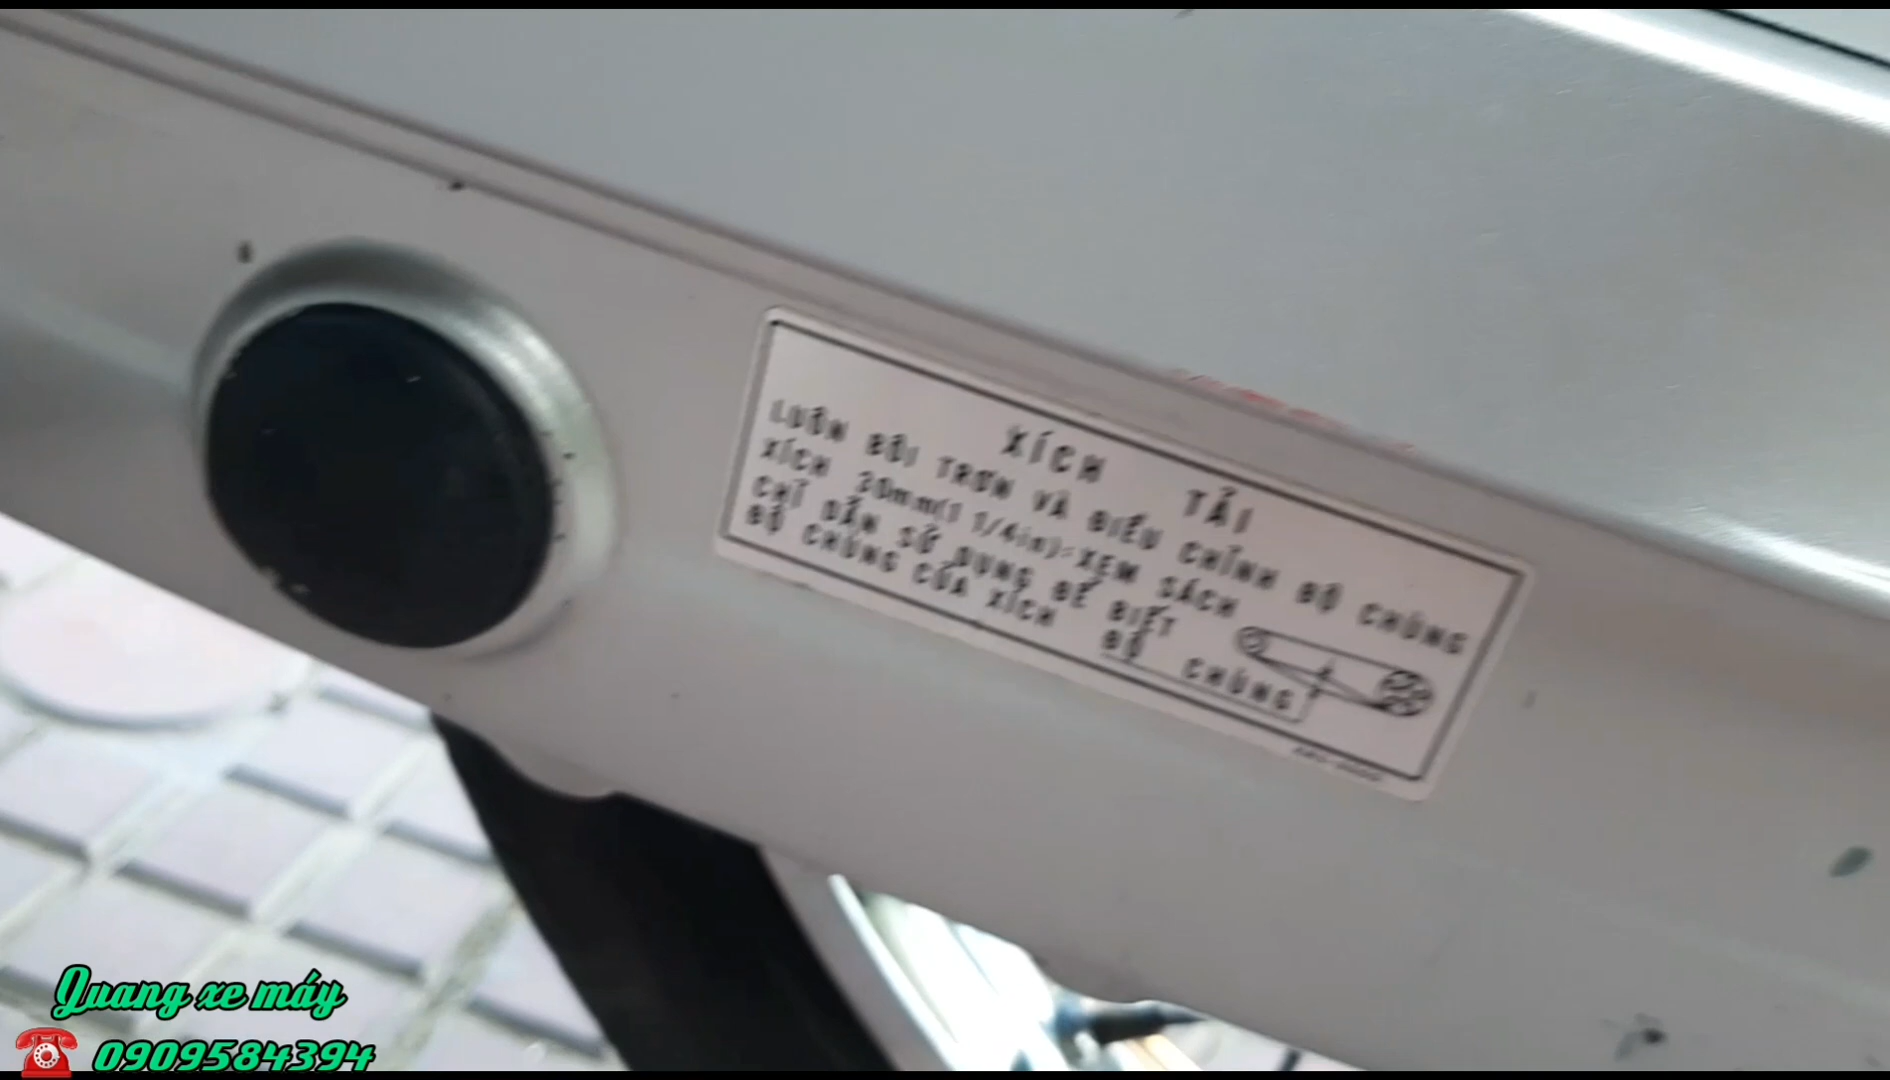 XÍCH TẢI
LUÔN BÔI TRƠN VÀ ĐIỀU CHỈNH ĐỘ CHÙNG
XÍCH 30mm(1 1/4in):XEM SÁCH
CHỈ DẪN SỬ DỤNG ĐỂ BIẾT
ĐỘ CHÙNG CỦA XÍCH
ĐỘ CHÙNG
Quang xe máy
0909584394